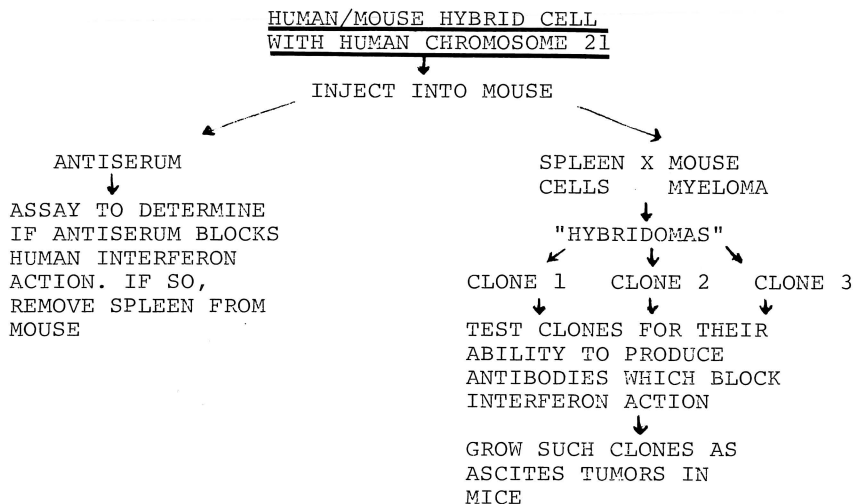 HUMAN/MOUSE HYBRID CELL
WITH HUMAN CHROMOSOME 21
INJECT INTO MOUSE
ANTISERUM
ASSAY TO DETERMINE
IF ANTISERUM BLOCKS
HUMAN INTERFERON
ACTION. IF SO,
REMOVE SPLEEN FROM
MOUSE
SPLEEN X MOUSE
CELLS MYELOMA
"HYBRIDOMAS"
CLONE 1 CLONE 2 CLONE 3
TEST CLONES FOR THEIR
ABILITY TO PRODUCE
ANTIBODIES WHICH BLOCK
INTERFERON ACTION
GROW SUCH CLONES AS
ASCITES TUMORS IN
MICE